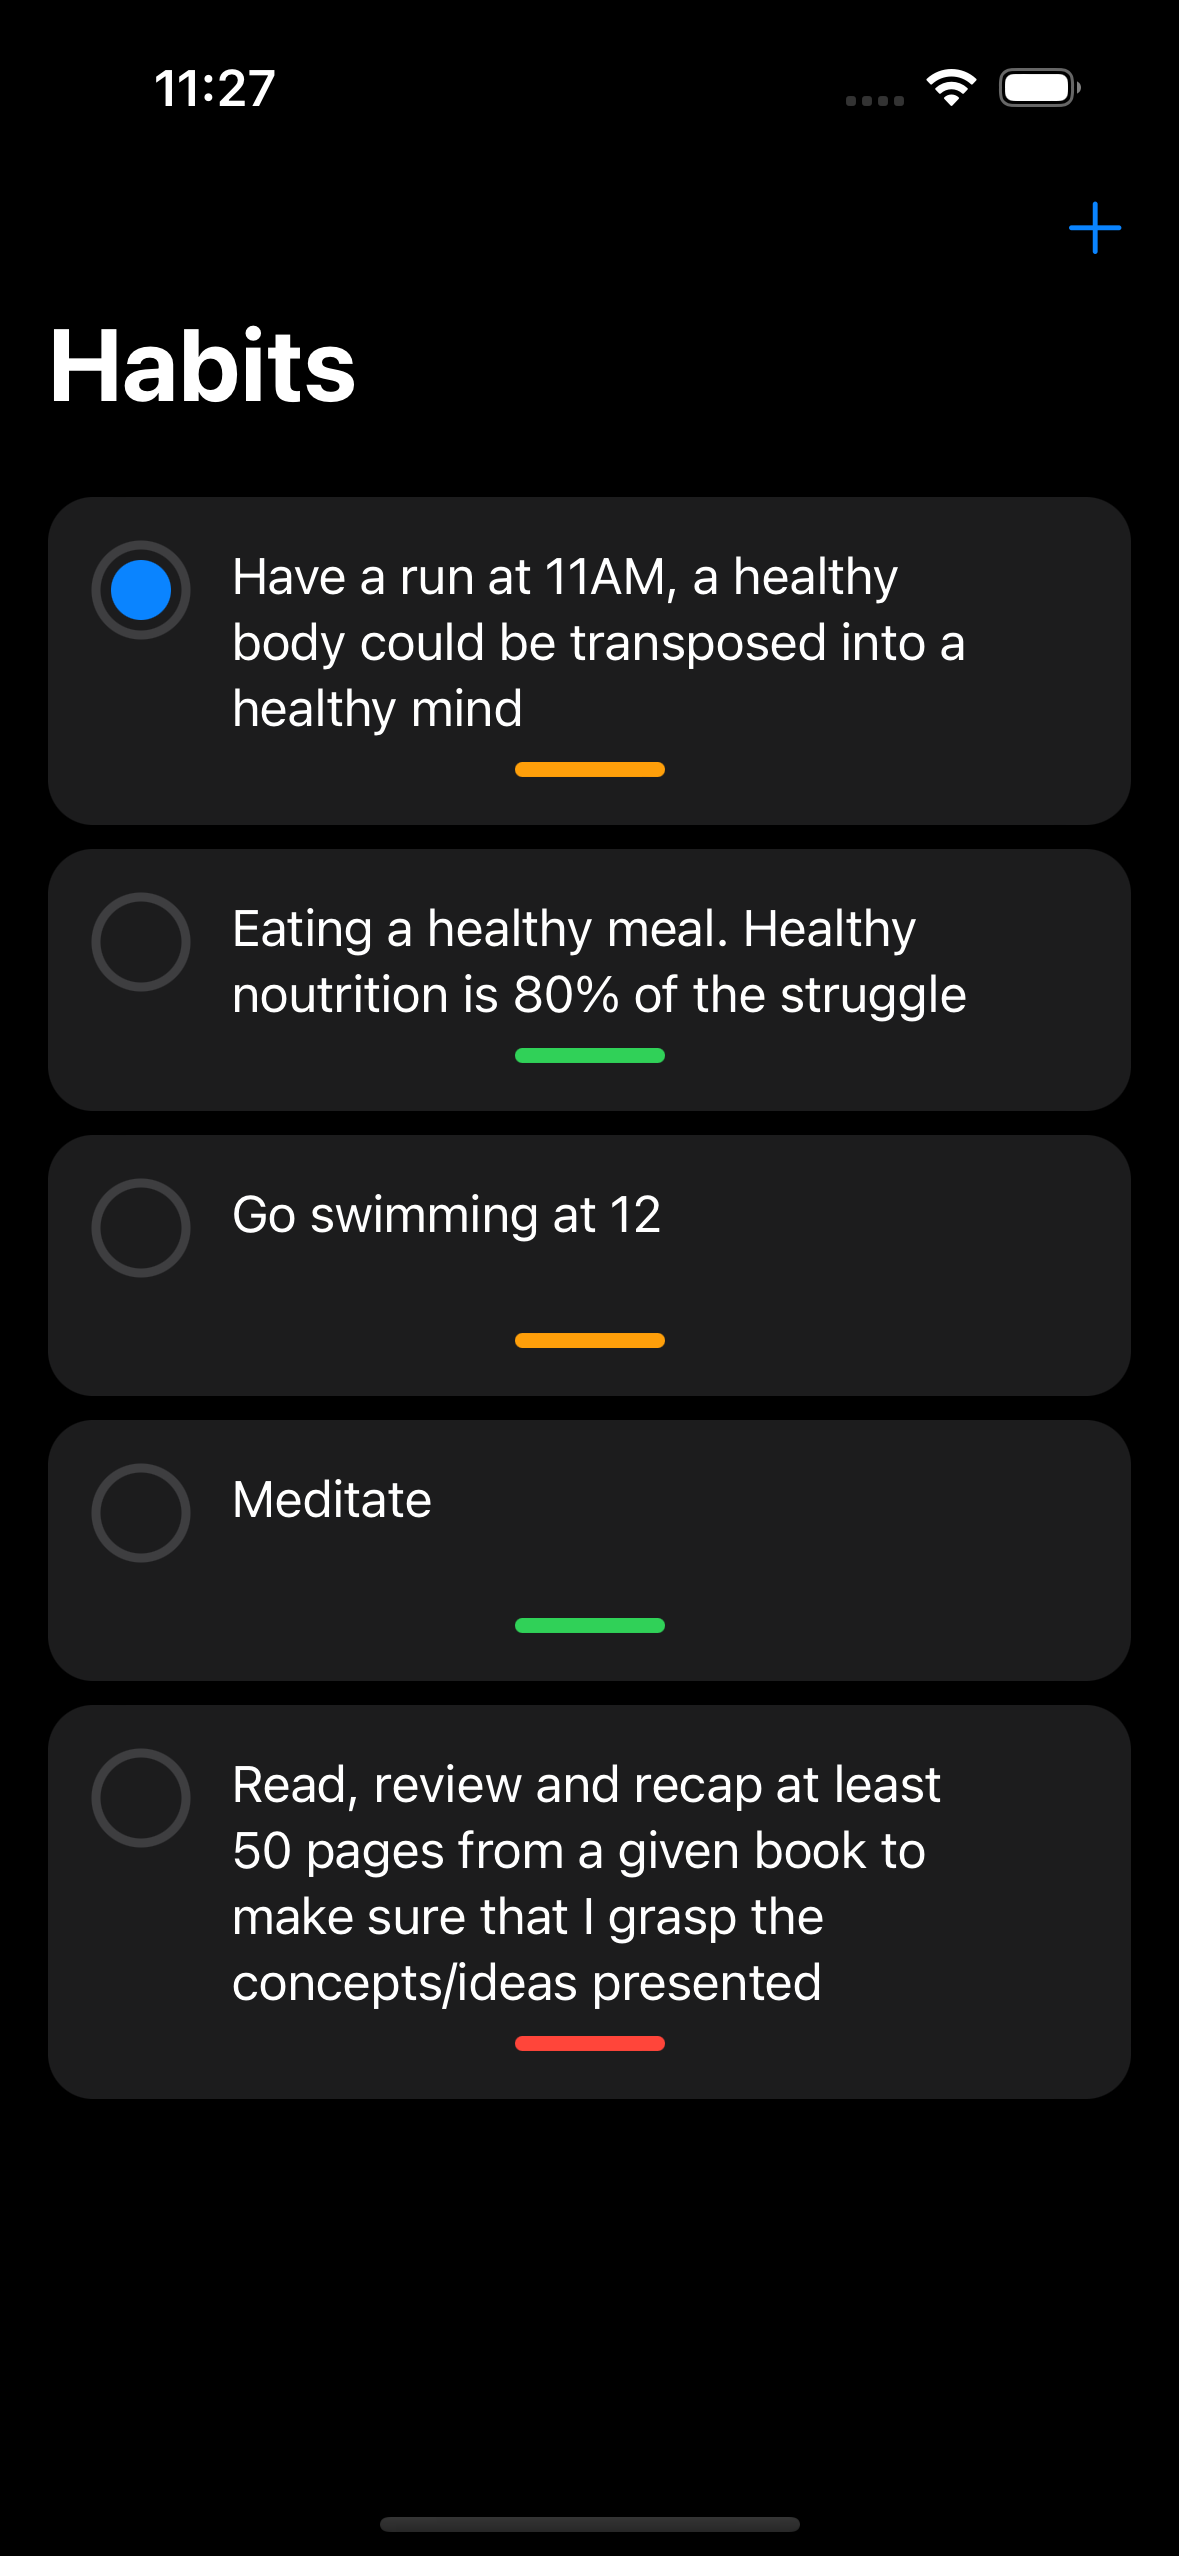 11:27
Habits
Have a run at 11AM, a healthy
body could be transposed into a
healthy mind
Eating a healthy meal. Healthy
noutrition is 80% of the struggle
Go swimming at 12
Meditate
Read, review and recap at least
50 pages from a given book to
make sure that I grasp the
concepts/ideas presented